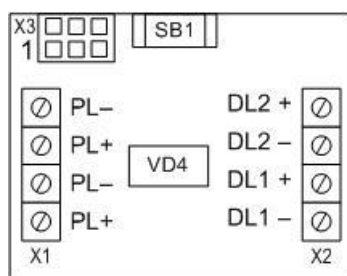 X3
1
SB1
PL–
PL+
PL–
PL+
X1
VD4
DL2 +
DL2 –
DL1 +
DL1 –
X2